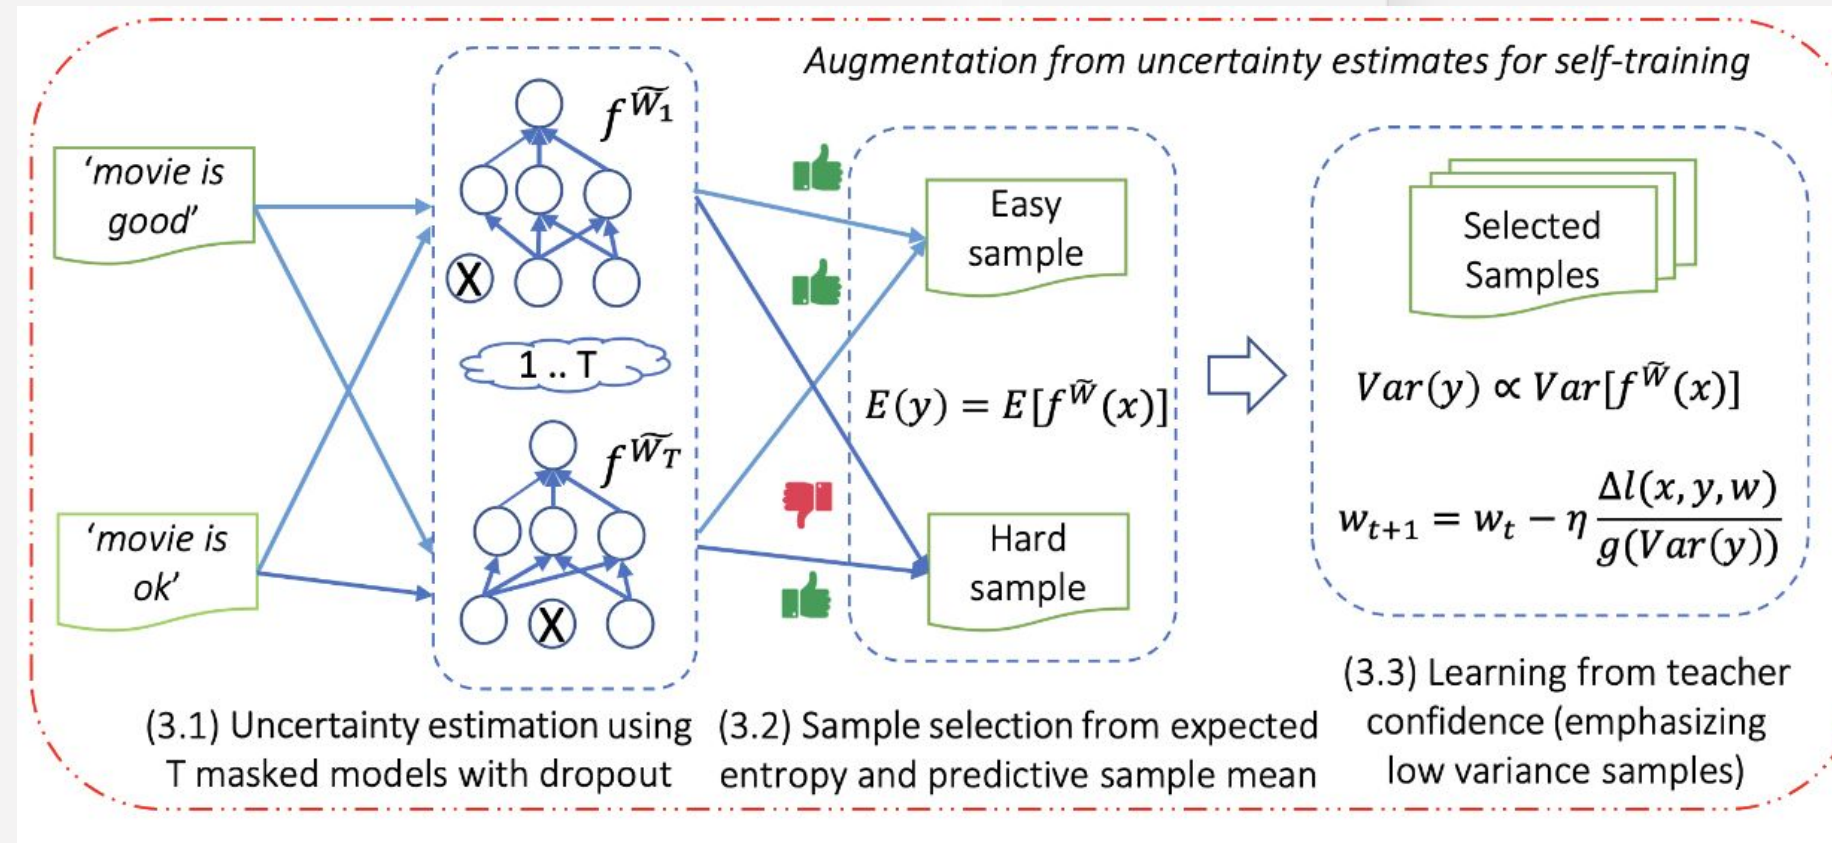 Augmentation from uncertainty estimates for self-training
‘movie is
good’
‘movie is
ok’
f^{W̃_1}
X
1 .. T
f^{W̃_T}
X
Easy
sample
E(y) = E[f^{W̃}(x)]
Hard
sample
Selected
Samples
Var(y) ∝ Var[f^{W̃}(x)]
w_{t+1} = w_t − η Δl(x, y, w) / g(Var(y))
(3.1) Uncertainty estimation using
T masked models with dropout
(3.2) Sample selection from expected
entropy and predictive sample mean
(3.3) Learning from teacher
confidence (emphasizing
low variance samples)